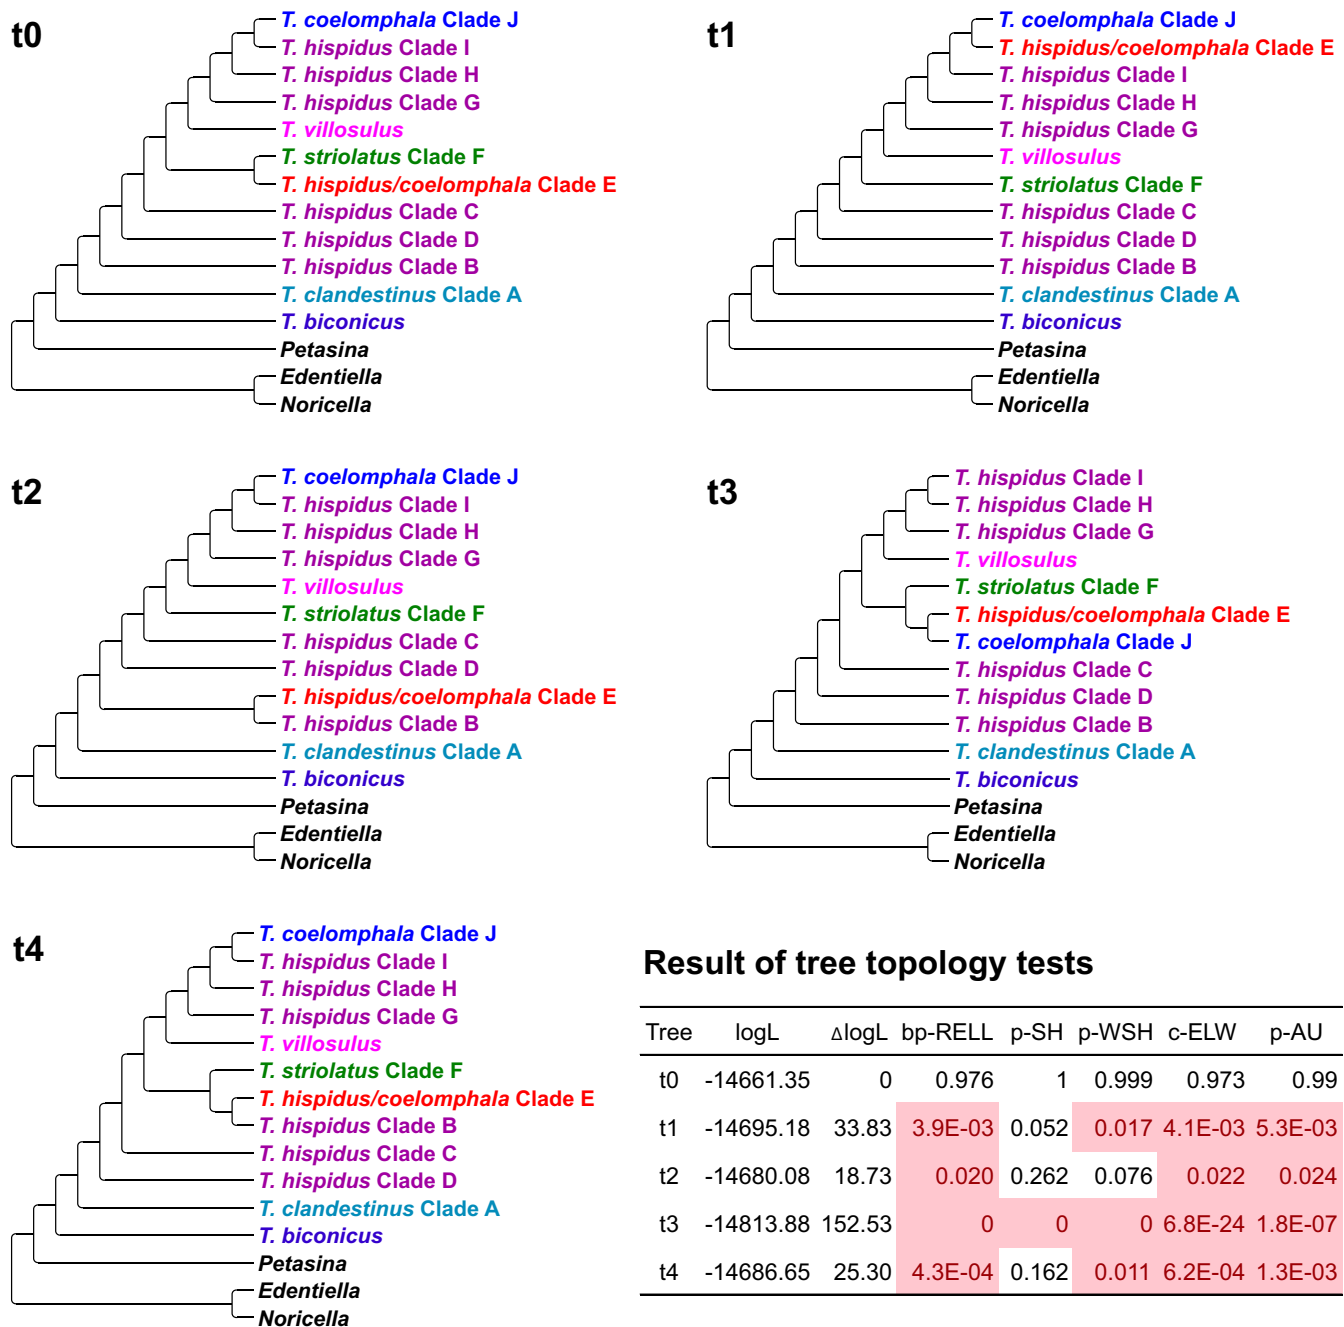 t0
T. coelomphala Clade J
T. hispidus Clade I
T. hispidus Clade H
T. hispidus Clade G
T. villosulus
T. striolatus Clade F
T. hispidus/coelomphala Clade E
T. hispidus Clade C
T. hispidus Clade D
T. hispidus Clade B
T. clandestinus Clade A
T. biconicus
Petasina
Edentiella
Noricella
t1
T. coelomphala Clade J
T. hispidus/coelomphala Clade E
T. hispidus Clade I
T. hispidus Clade H
T. hispidus Clade G
T. villosulus
T. striolatus Clade F
T. hispidus Clade C
T. hispidus Clade D
T. hispidus Clade B
T. clandestinus Clade A
T. biconicus
Petasina
Edentiella
Noricella
t2
T. coelomphala Clade J
T. hispidus Clade I
T. hispidus Clade H
T. hispidus Clade G
T. villosulus
T. striolatus Clade F
T. hispidus Clade C
T. hispidus Clade D
T. hispidus/coelomphala Clade E
T. hispidus Clade B
T. clandestinus Clade A
T. biconicus
Petasina
Edentiella
Noricella
t3
T. hispidus Clade I
T. hispidus Clade H
T. hispidus Clade G
T. villosulus
T. striolatus Clade F
T. hispidus/coelomphala Clade E
T. coelomphala Clade J
T. hispidus Clade C
T. hispidus Clade D
T. hispidus Clade B
T. clandestinus Clade A
T. biconicus
Petasina
Edentiella
Noricella
t4
T. coelomphala Clade J
T. hispidus Clade I
T. hispidus Clade H
T. hispidus Clade G
T. villosulus
T. striolatus Clade F
T. hispidus/coelomphala Clade E
T. hispidus Clade B
T. hispidus Clade C
T. hispidus Clade D
T. clandestinus Clade A
T. biconicus
Petasina
Edentiella
Noricella
Result of tree topology tests
Tree logL ΔlogL bp-RELL p-SH p-WSH c-ELW p-AU
t0 -14661.35 0 0.976 1 0.999 0.973 0.99
t1 -14695.18 33.83 3.9E-03 0.052 0.017 4.1E-03 5.3E-03
t2 -14680.08 18.73 0.020 0.262 0.076 0.022 0.024
t3 -14813.88 152.53 0 0 0 6.8E-24 1.8E-07
t4 -14686.65 25.30 4.3E-04 0.162 0.011 6.2E-04 1.3E-03